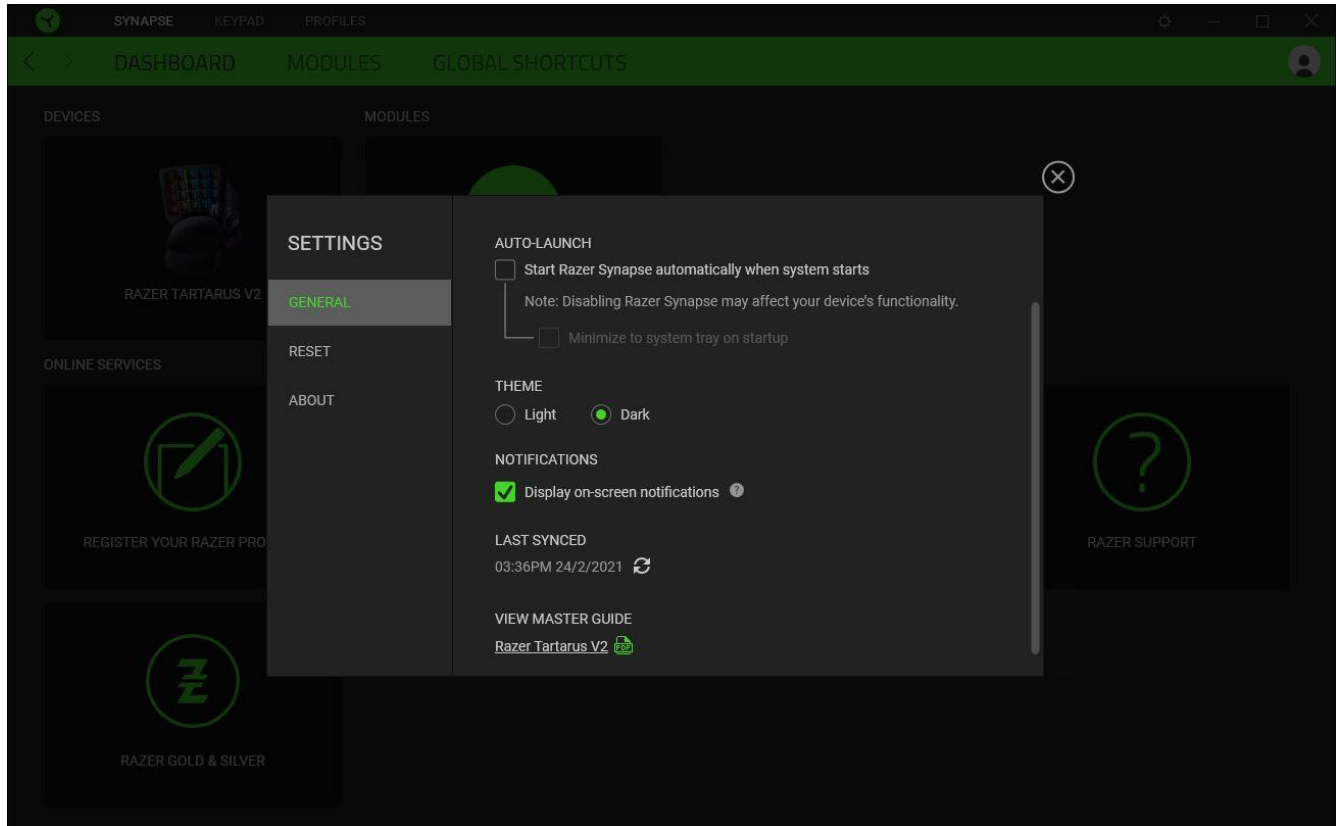 SYNAPSE KEYPAD PROFILES
DASHBOARD MODULES GLOBAL SHORTCUTS
DEVICES MODULES
RAZER TARTARUS V2
ONLINE SERVICES
REGISTER YOUR RAZER PRO
RAZER GOLD & SILVER
RAZER SUPPORT
SETTINGS
GENERAL
RESET
ABOUT
AUTO-LAUNCH
Start Razer Synapse automatically when system starts
Note: Disabling Razer Synapse may affect your device's functionality.
Minimize to system tray on startup
THEME
Light Dark
NOTIFICATIONS
Display on-screen notifications ?
LAST SYNCED
03:36PM 24/2/2021
VIEW MASTER GUIDE
Razer Tartarus V2 PDF